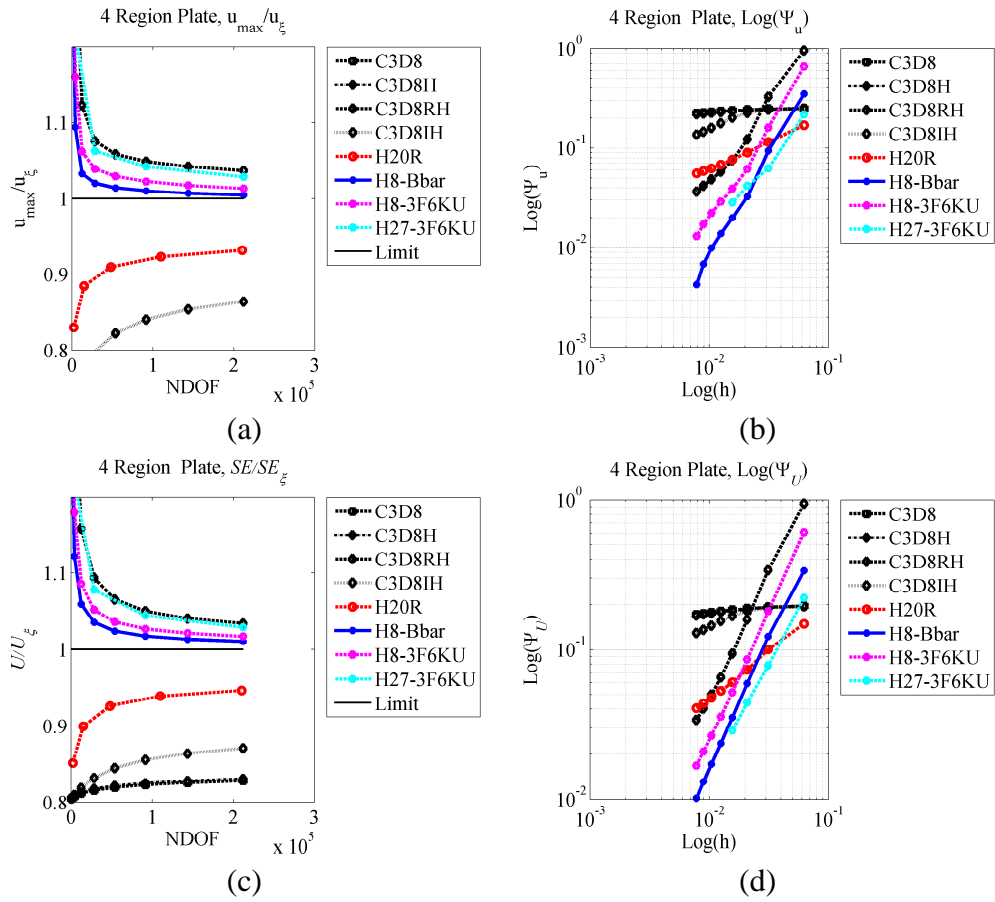 4 Region Plate, u_max/u_ξ
u_max/u_ξ
1.1
1
0.9
0.8
0
1
2
3
x 10^5
NDOF
C3D8
C3D8H
C3D8RH
C3D8IH
H20R
H8-Bbar
H8-3F6KU
H27-3F6KU
Limit
(a)
4 Region Plate, Log(Ψ_u)
Log(Ψ_u)
10^0
10^-1
10^-2
10^-3
10^-3
10^-2
10^-1
Log(h)
C3D8
C3D8H
C3D8RH
C3D8IH
H20R
H8-Bbar
H8-3F6KU
H27-3F6KU
(b)
4 Region Plate, SE/SE_ξ
U/U_ξ
1.1
1
0.9
0.8
0
1
2
3
x 10^5
NDOF
C3D8
C3D8H
C3D8RH
C3D8IH
H20R
H8-Bbar
H8-3F6KU
H27-3F6KU
Limit
(c)
4 Region Plate, Log(Ψ_U)
Log(Ψ_U)
10^0
10^-1
10^-2
10^-3
10^-2
10^-1
Log(h)
C3D8
C3D8H
C3D8RH
C3D8IH
H20R
H8-Bbar
H8-3F6KU
H27-3F6KU
(d)